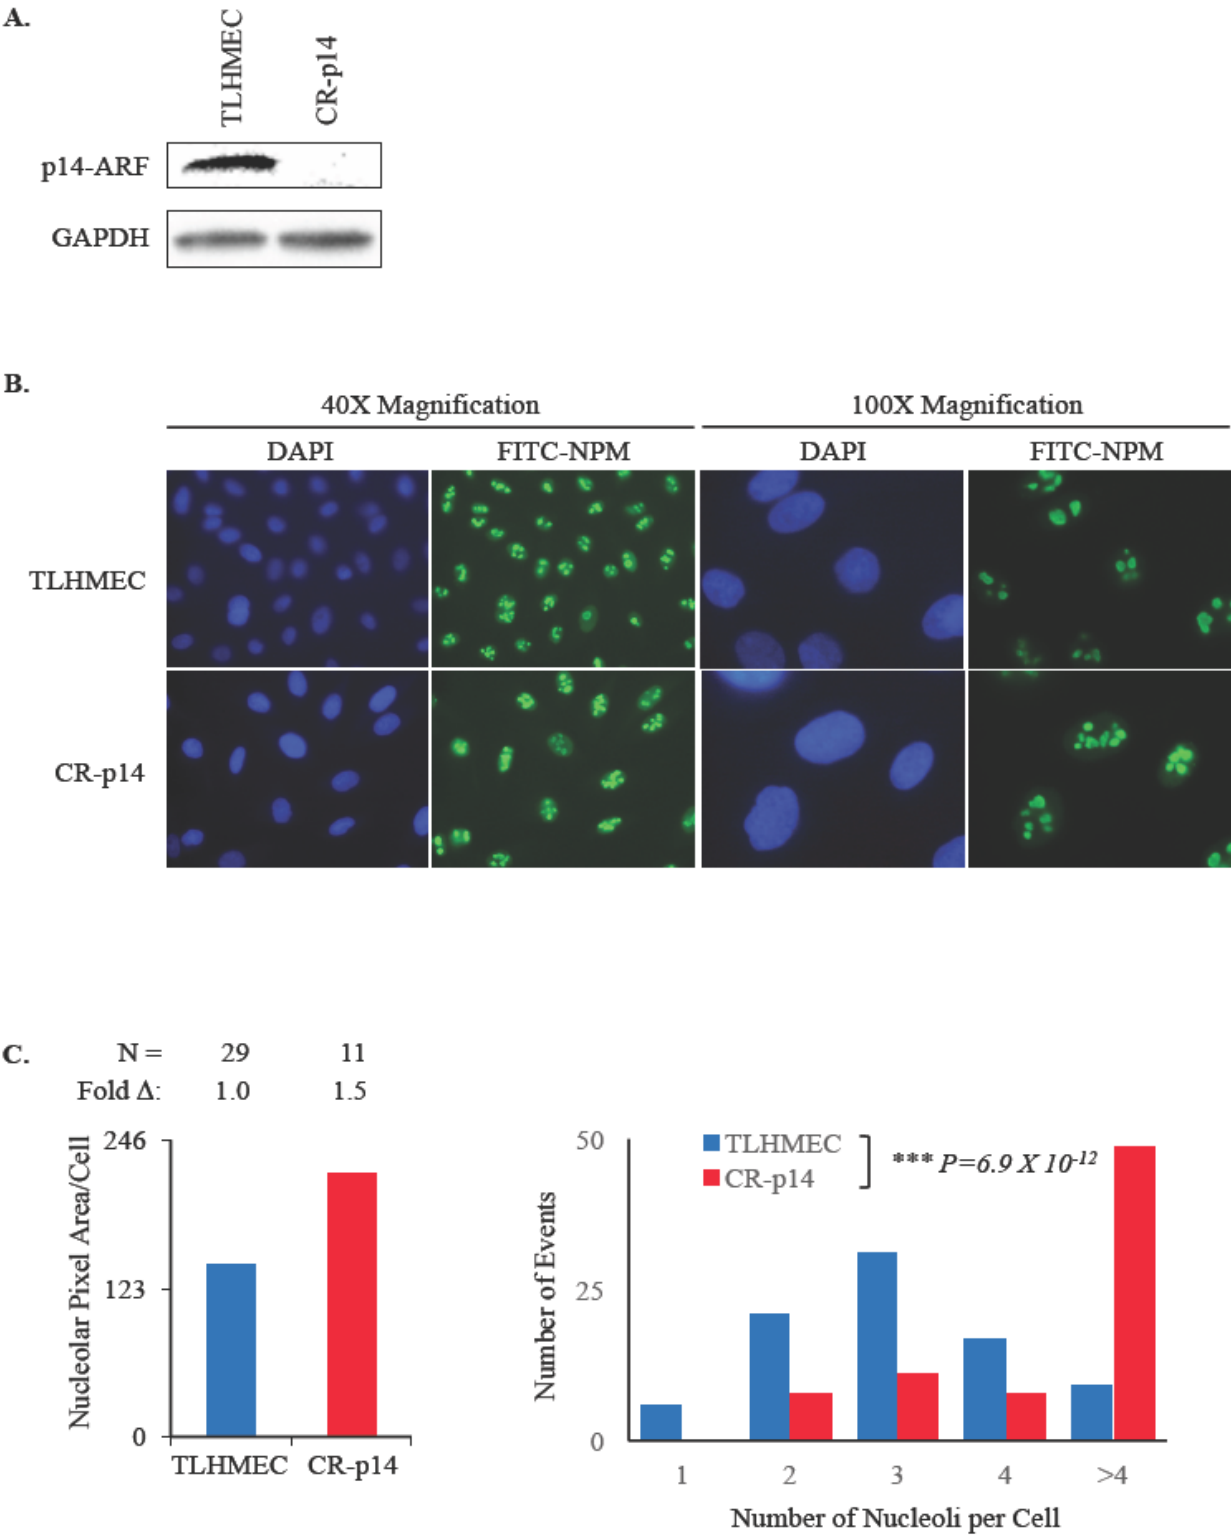 A.
TLHMEC CR-p14
p14-ARF
GAPDH
B.
40X Magnification 100X Magnification
DAPI FITC-NPM DAPI FITC-NPM
TLHMEC
CR-p14
C.
N = 29 11
Fold Δ: 1.0 1.5
Nucleolar Pixel Area/Cell
246
123
0
TLHMEC CR-p14
Number of Events
50
25
0
TLHMEC
CR-p14
*** P=6.9 X 10-12
1 2 3 4 >4
Number of Nucleoli per Cell